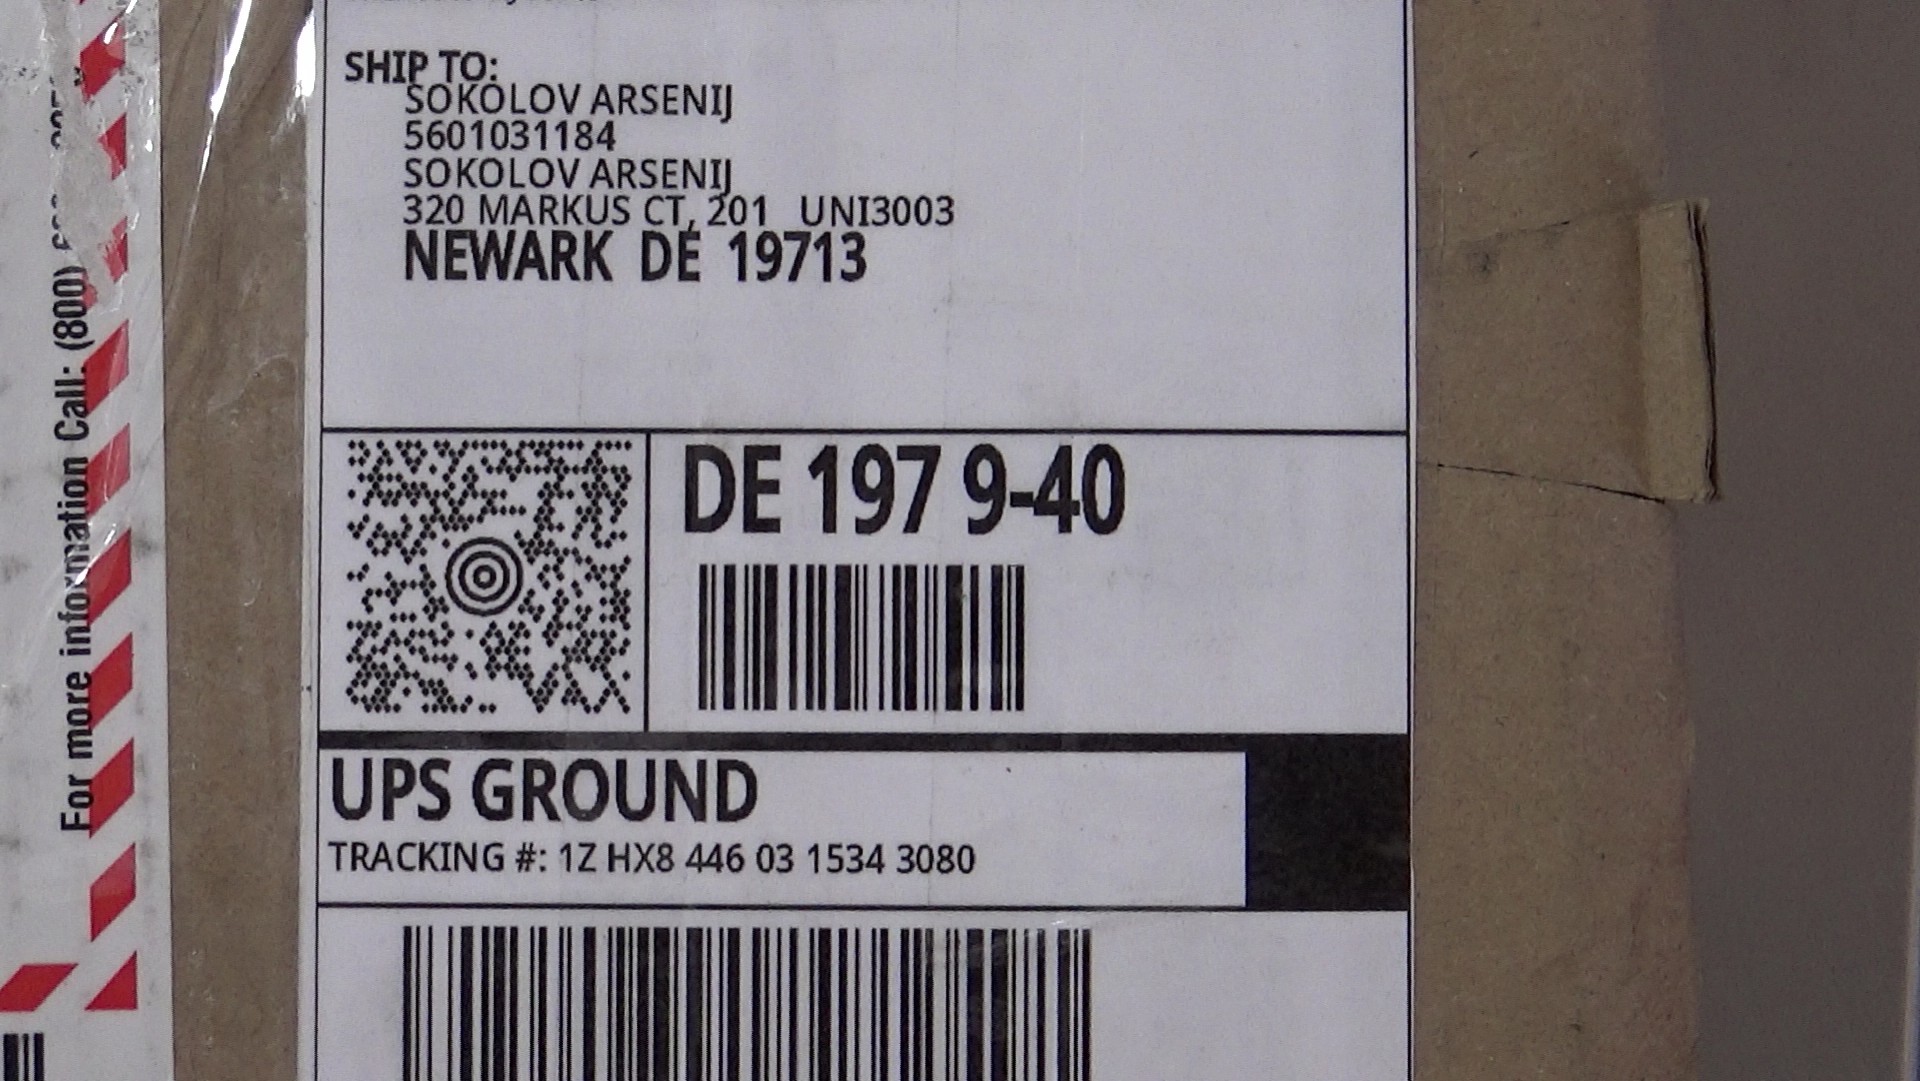 SHIP TO:
SOKOLOV ARSENIJ
5601031184
SOKOLOV ARSENIJ
320 MARKUS CT, 201 UNI3003
NEWARK DE 19713
DE 197 9-40
UPS GROUND
TRACKING #: 1Z HX8 446 03 1534 3080
For more information Call: (800)